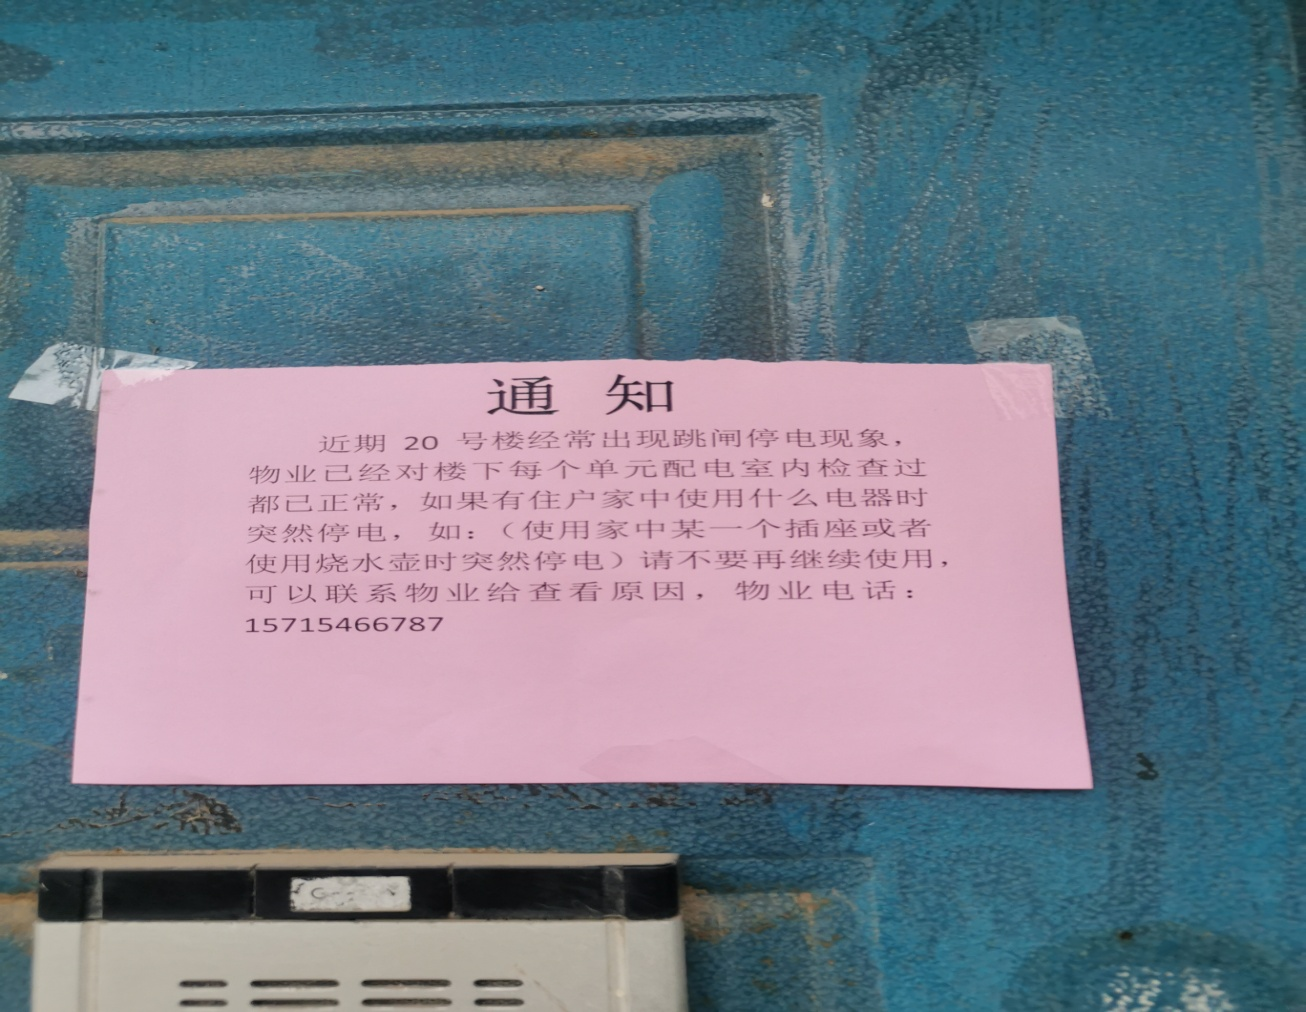 通 知
近期 20 号楼经常出现跳闸停电现象，
物业已经对楼下每个单元配电室内检查过
都已正常，如果有住户家中使用什么电器时
突然停电，如：（使用家中某一个插座或者
使用烧水壶时突然停电）请不要再继续使用，
可以联系物业给查看原因，物业电话：
15715466787